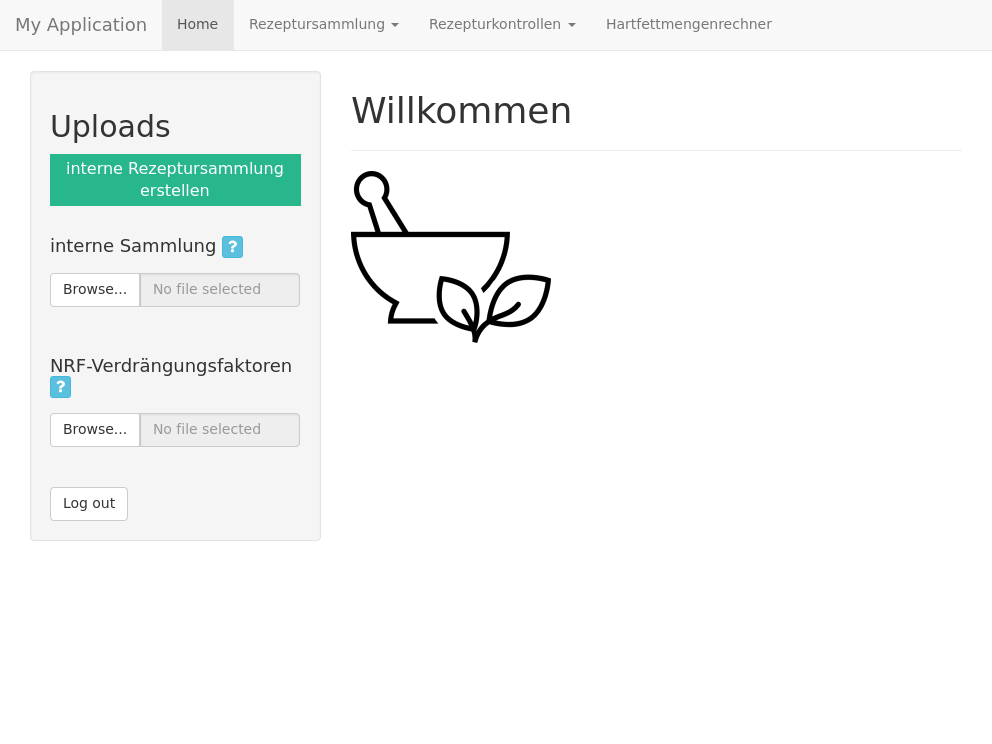 My Application
Home
Rezeptursammlung
Rezepturkontrollen
Hartfettmengenrechner
Uploads
interne Rezeptursammlung
erstellen
interne Sammlung ?
Browse... No file selected
NRF-Verdrängungsfaktoren
?
Browse... No file selected
Log out
Willkommen